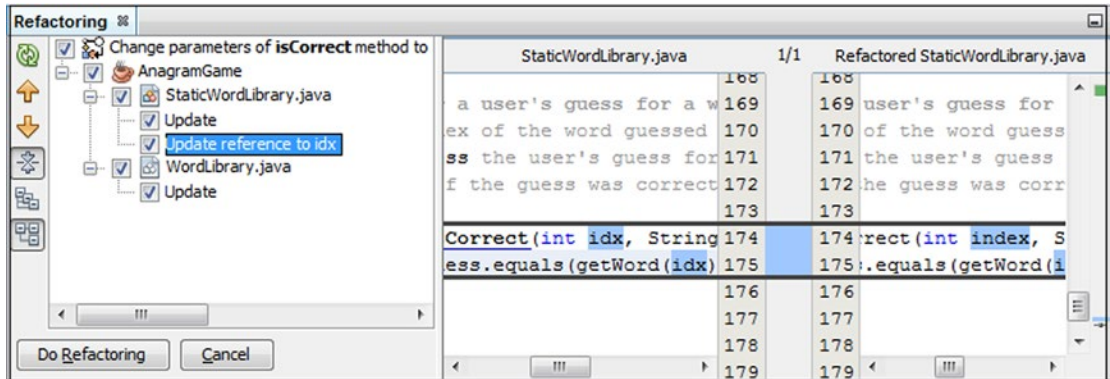 Refactoring
Change parameters of isCorrect method to
AnagramGame
StaticWordLibrary.java
Update
Update reference to idx
WordLibrary.java
Update
Do Refactoring Cancel
StaticWordLibrary.java 1/1 Refactored StaticWordLibrary.java
168 168
a user's guess for a w 169 169 user's guess for
ex of the word guessed 170 170 of the word guess
ss the user's guess for 171 171 the user's guess
f the guess was correct 172 172 he guess was corr
173 173
Correct(int idx, String 174 174 rrect(int index, S
ess.equals(getWord(idx) 175 175 s.equals(getWord(i
176 176
177 177
178 178
179 179